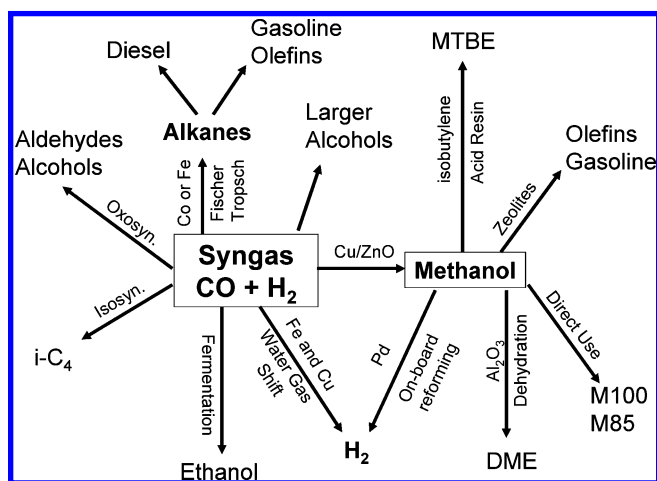 Gasoline
Olefins
Diesel
MTBE
Alkanes
Larger
Alcohols
Aldehydes
Alcohols
Olefins
Gasoline
Co or Fe
Fischer
Tropsch
isobutylene
Acid Resin
Zeolites
Oxosyn.
Syngas
CO + H₂
Cu/ZnO
Methanol
Isosyn.
i-C₄
Fermentation
Fe and Cu
Water Gas
Shift
Pd
On-board
reforming
Al₂O₃
Dehydration
Direct Use
M100
M85
H₂
Ethanol
DME